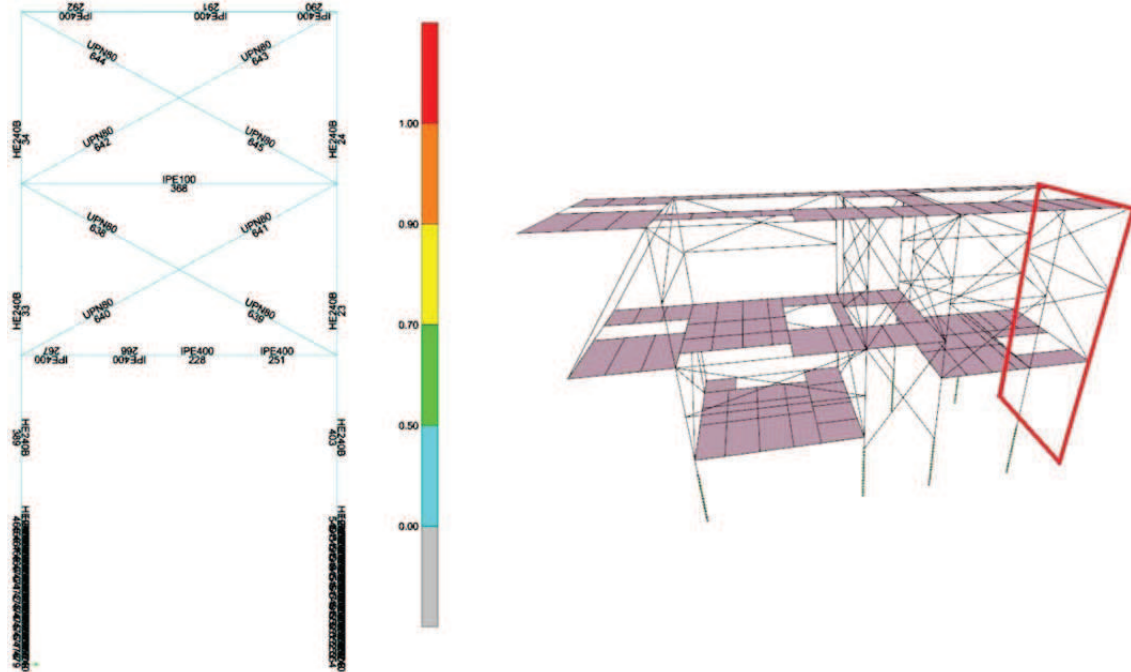 IPE400
292
IPE400
291
IPE400
290
UPN80
644
UPN80
643
HE240B
34
UPN80
642
UPN80
645
HE240B
24
IPE100
368
UPN80
638
UPN80
641
HE240B
33
UPN80
640
UPN80
639
HE240B
23
IPE400
267
IPE400
266
IPE400
228
IPE400
251
HE240B
389
HE240B
403
1.00
0.90
0.70
0.50
0.00